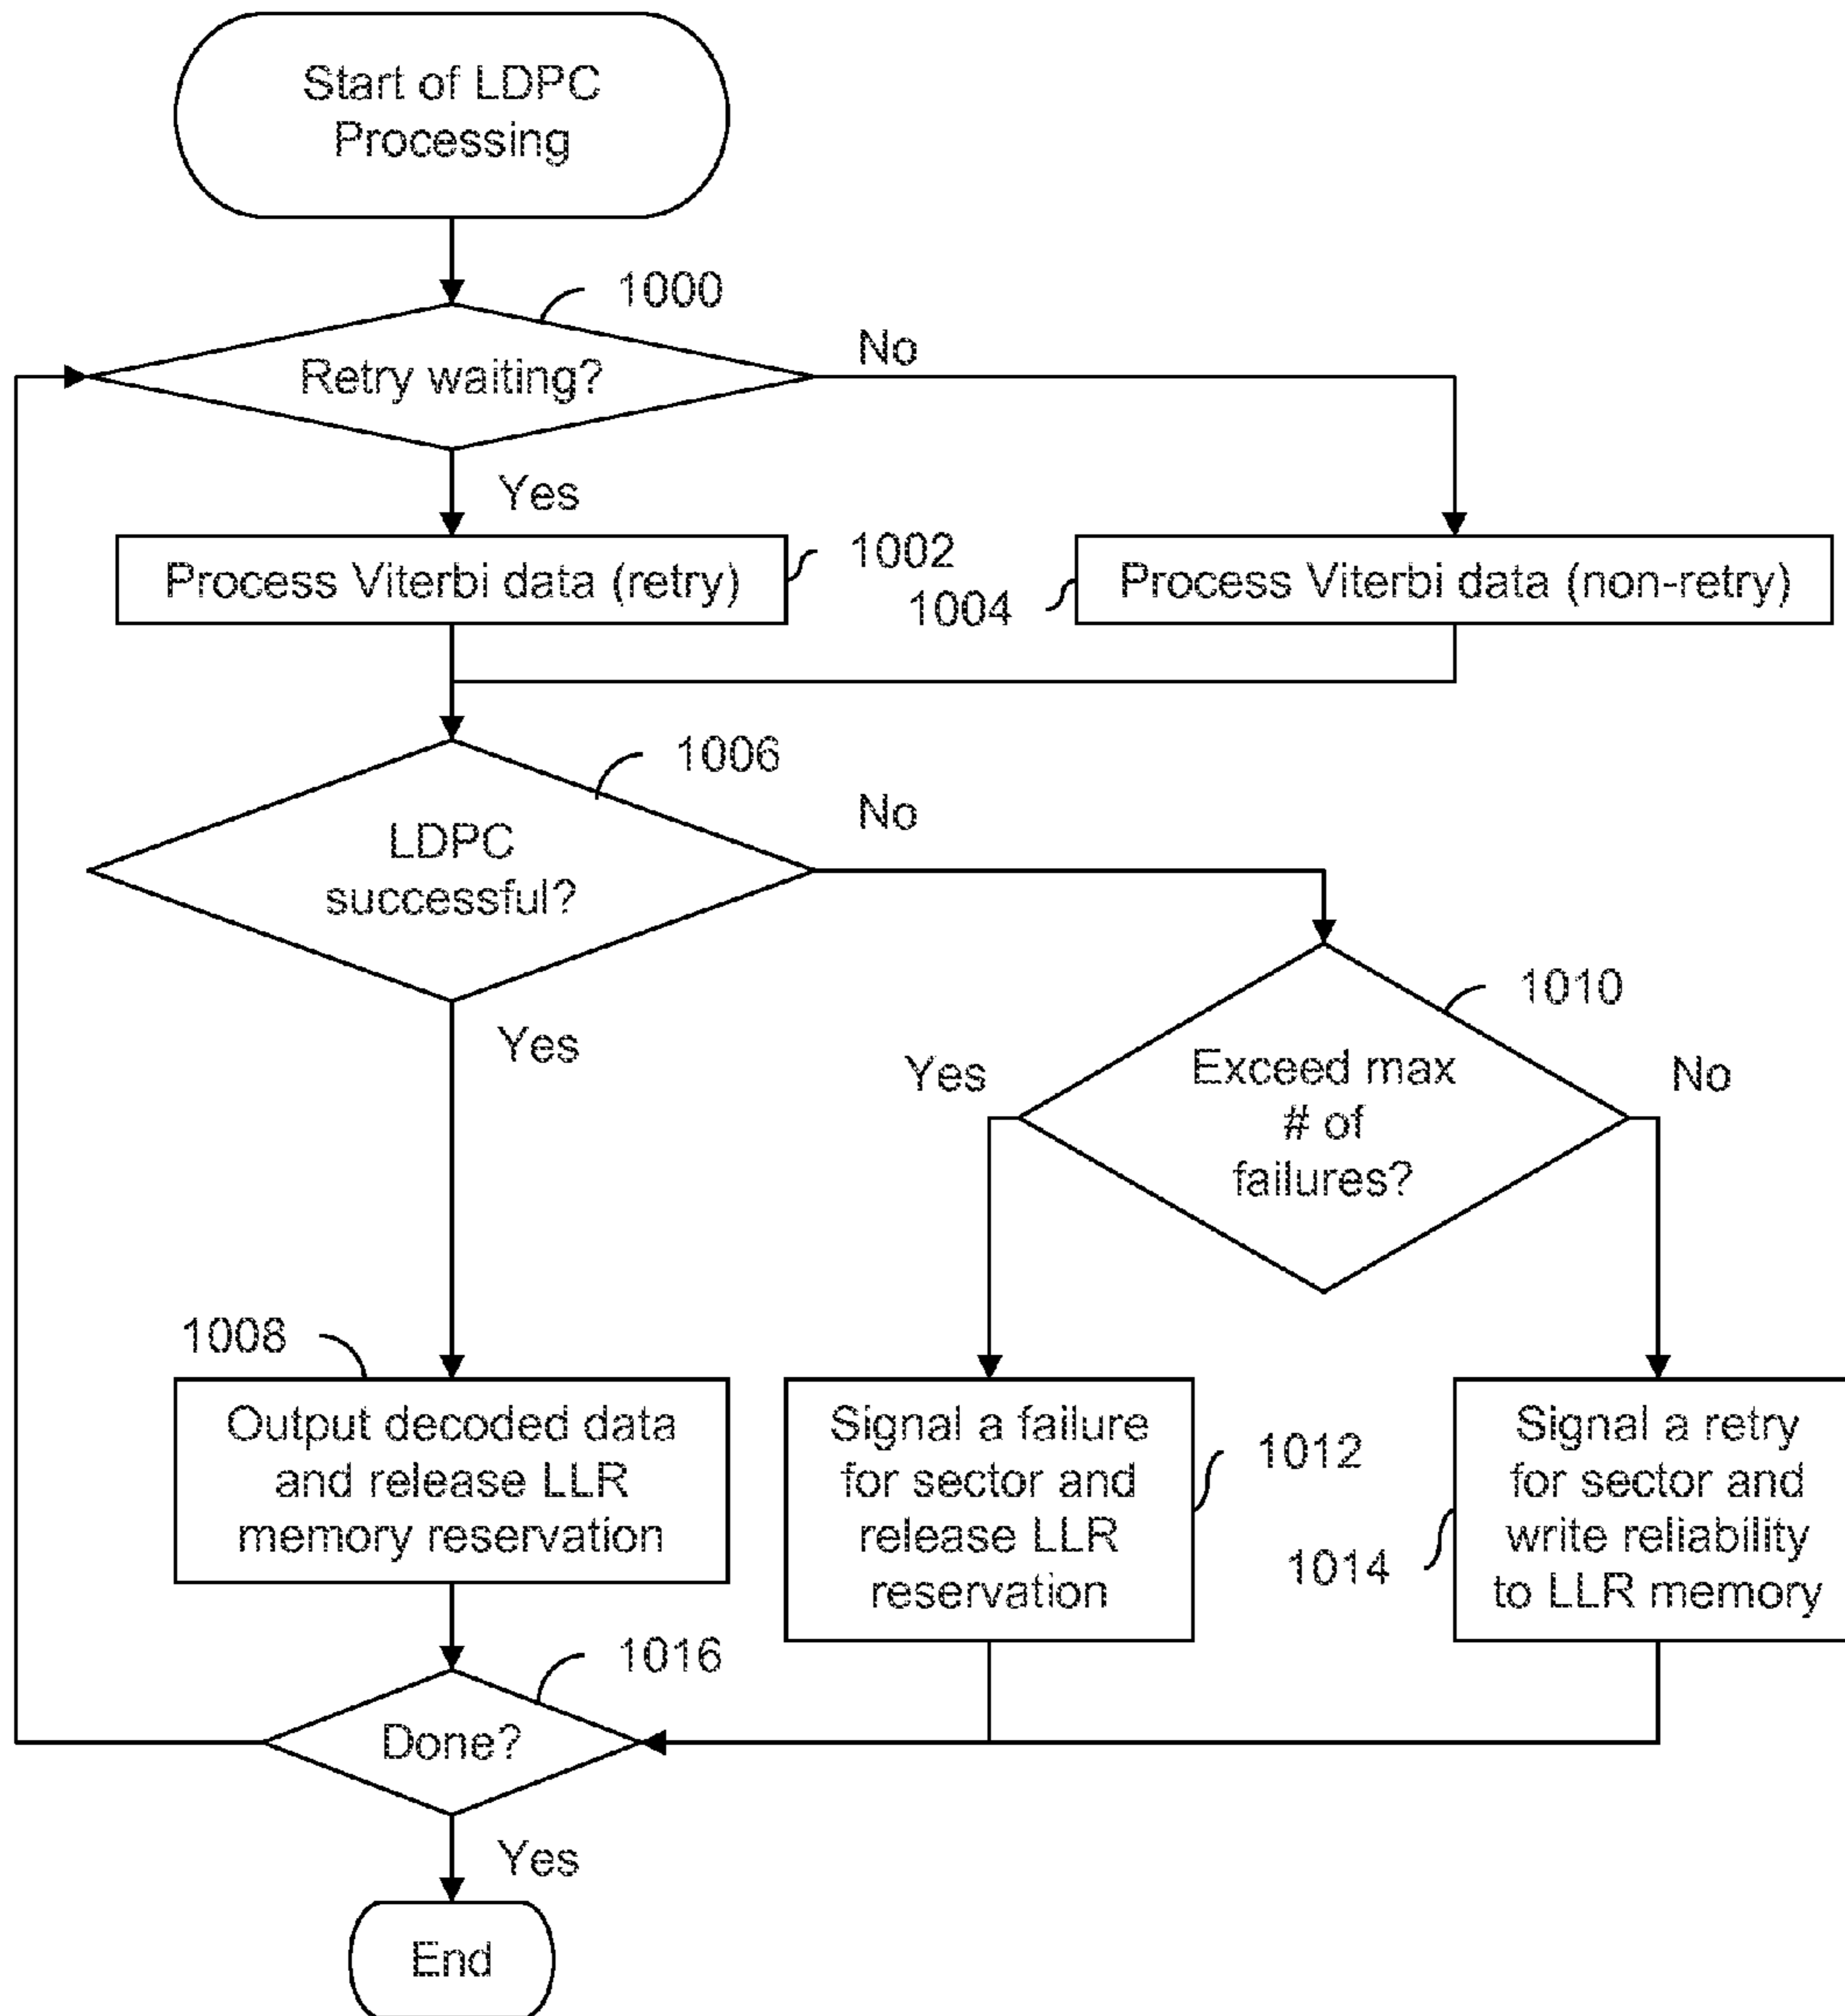 Start of LDPC
Processing
1000
Retry waiting?
No
Yes
Process Viterbi data (retry)
1002
1004
Process Viterbi data (non-retry)
1006
LDPC
successful?
No
Yes
1010
Exceed max
# of
failures?
Yes
No
1008
Output decoded data
and release LLR
memory reservation
Signal a failure
for sector and
release LLR
reservation
1012
1014
Signal a retry
for sector and
write reliability
to LLR memory
1016
Done?
Yes
End